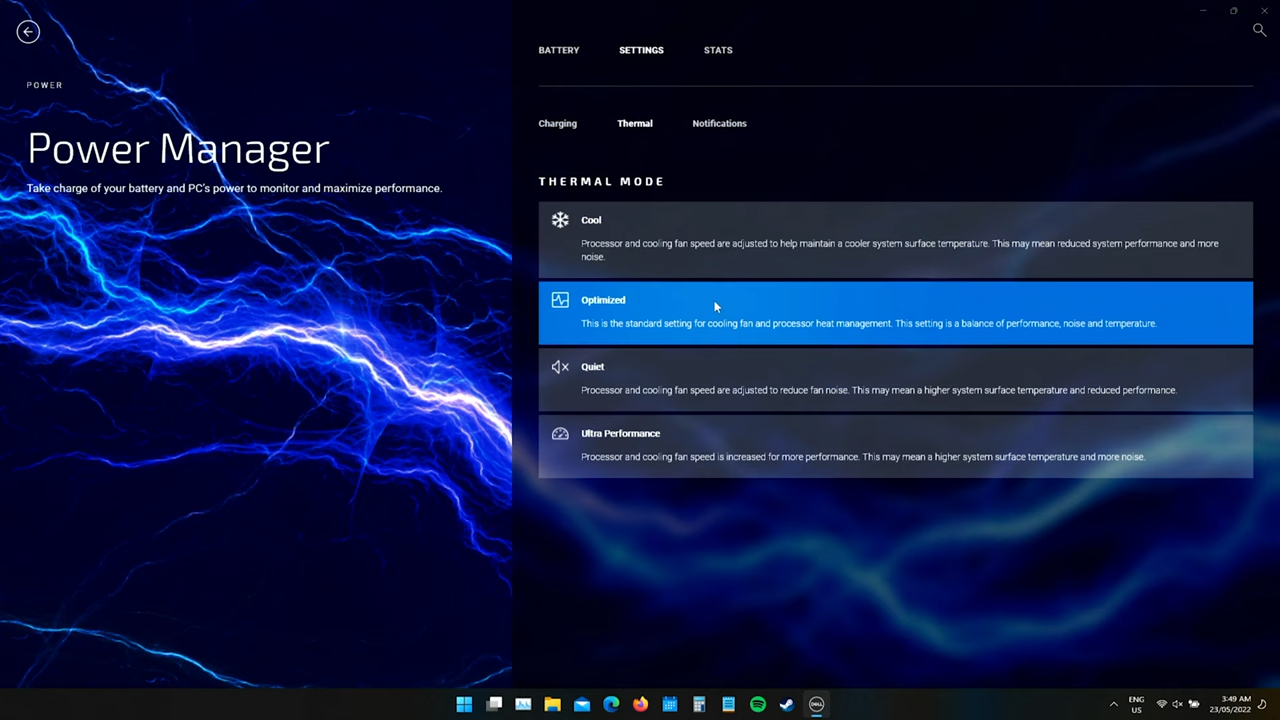 POWER
Power Manager
Take charge of your battery and PC's power to monitor and maximize performance.
BATTERY SETTINGS STATS
Charging Thermal Notifications
THERMAL MODE
Cool
Processor and cooling fan speed are adjusted to help maintain a cooler system surface temperature. This may mean reduced system performance and more
noise.
Optimized
This is the standard setting for cooling fan and processor heat management. This setting is a balance of performance, noise and temperature.
Quiet
Processor and cooling fan speed are adjusted to reduce fan noise. This may mean a higher system surface temperature and reduced performance.
Ultra Performance
Processor and cooling fan speed is increased for more performance. This may mean a higher system surface temperature and more noise.
DELL
ENG
US
3:49 AM
23/05/2022